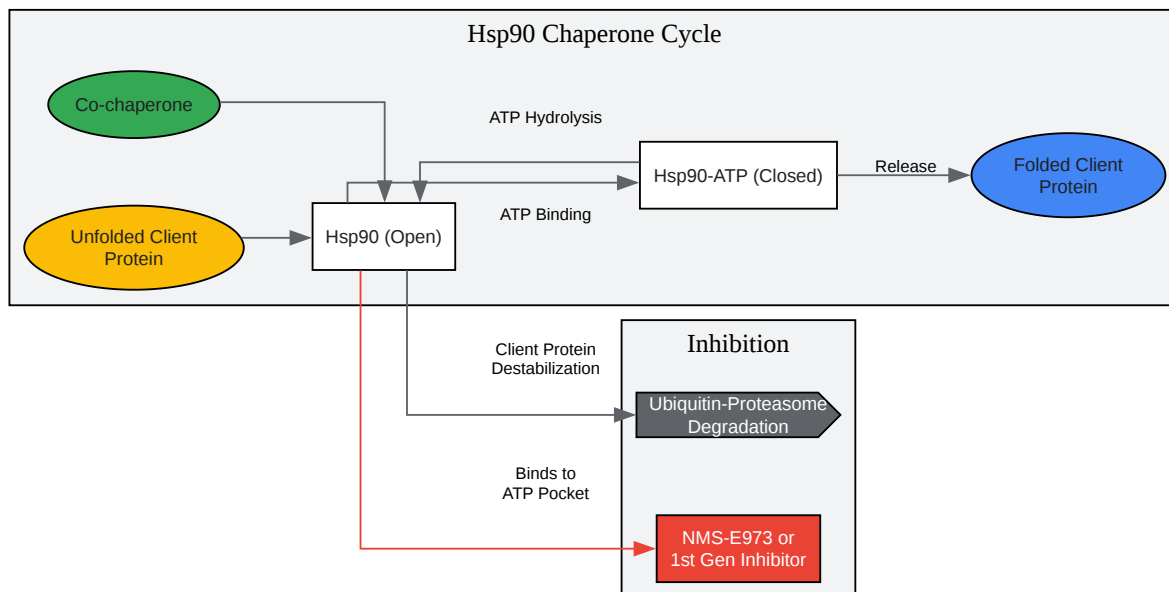 Hsp90 Chaperone Cycle
Co-chaperone
ATP Hydrolysis
Hsp90-ATP (Closed)
Release
Folded Client
Protein
ATP Binding
Unfolded Client
Protein
Hsp90 (Open)
Inhibition
Client Protein
Destabilization
Ubiquitin-Proteasome
Degradation
Binds to
ATP Pocket
NMS-E973 or
1st Gen Inhibitor